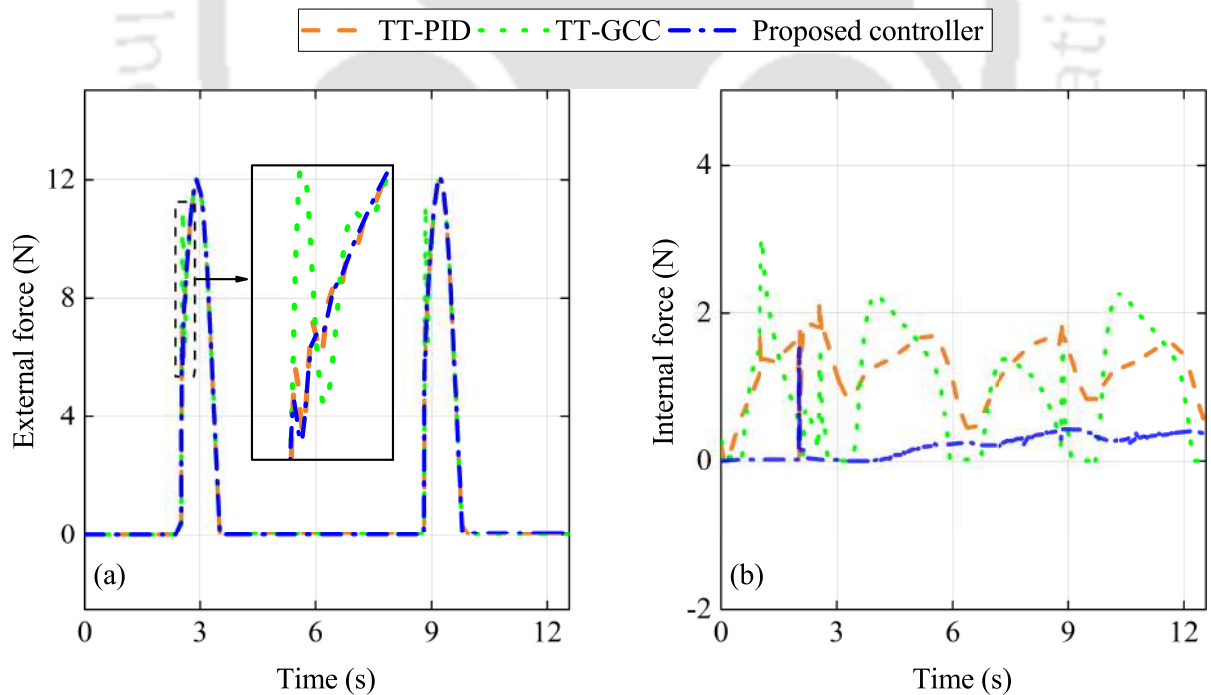 TT-PID TT-GCC Proposed controller
External force (N)
12
8
4
0
(a)
0 3 6 9 12
Time (s)
Internal force (N)
4
2
0
-2
(b)
0 3 6 9 12
Time (s)